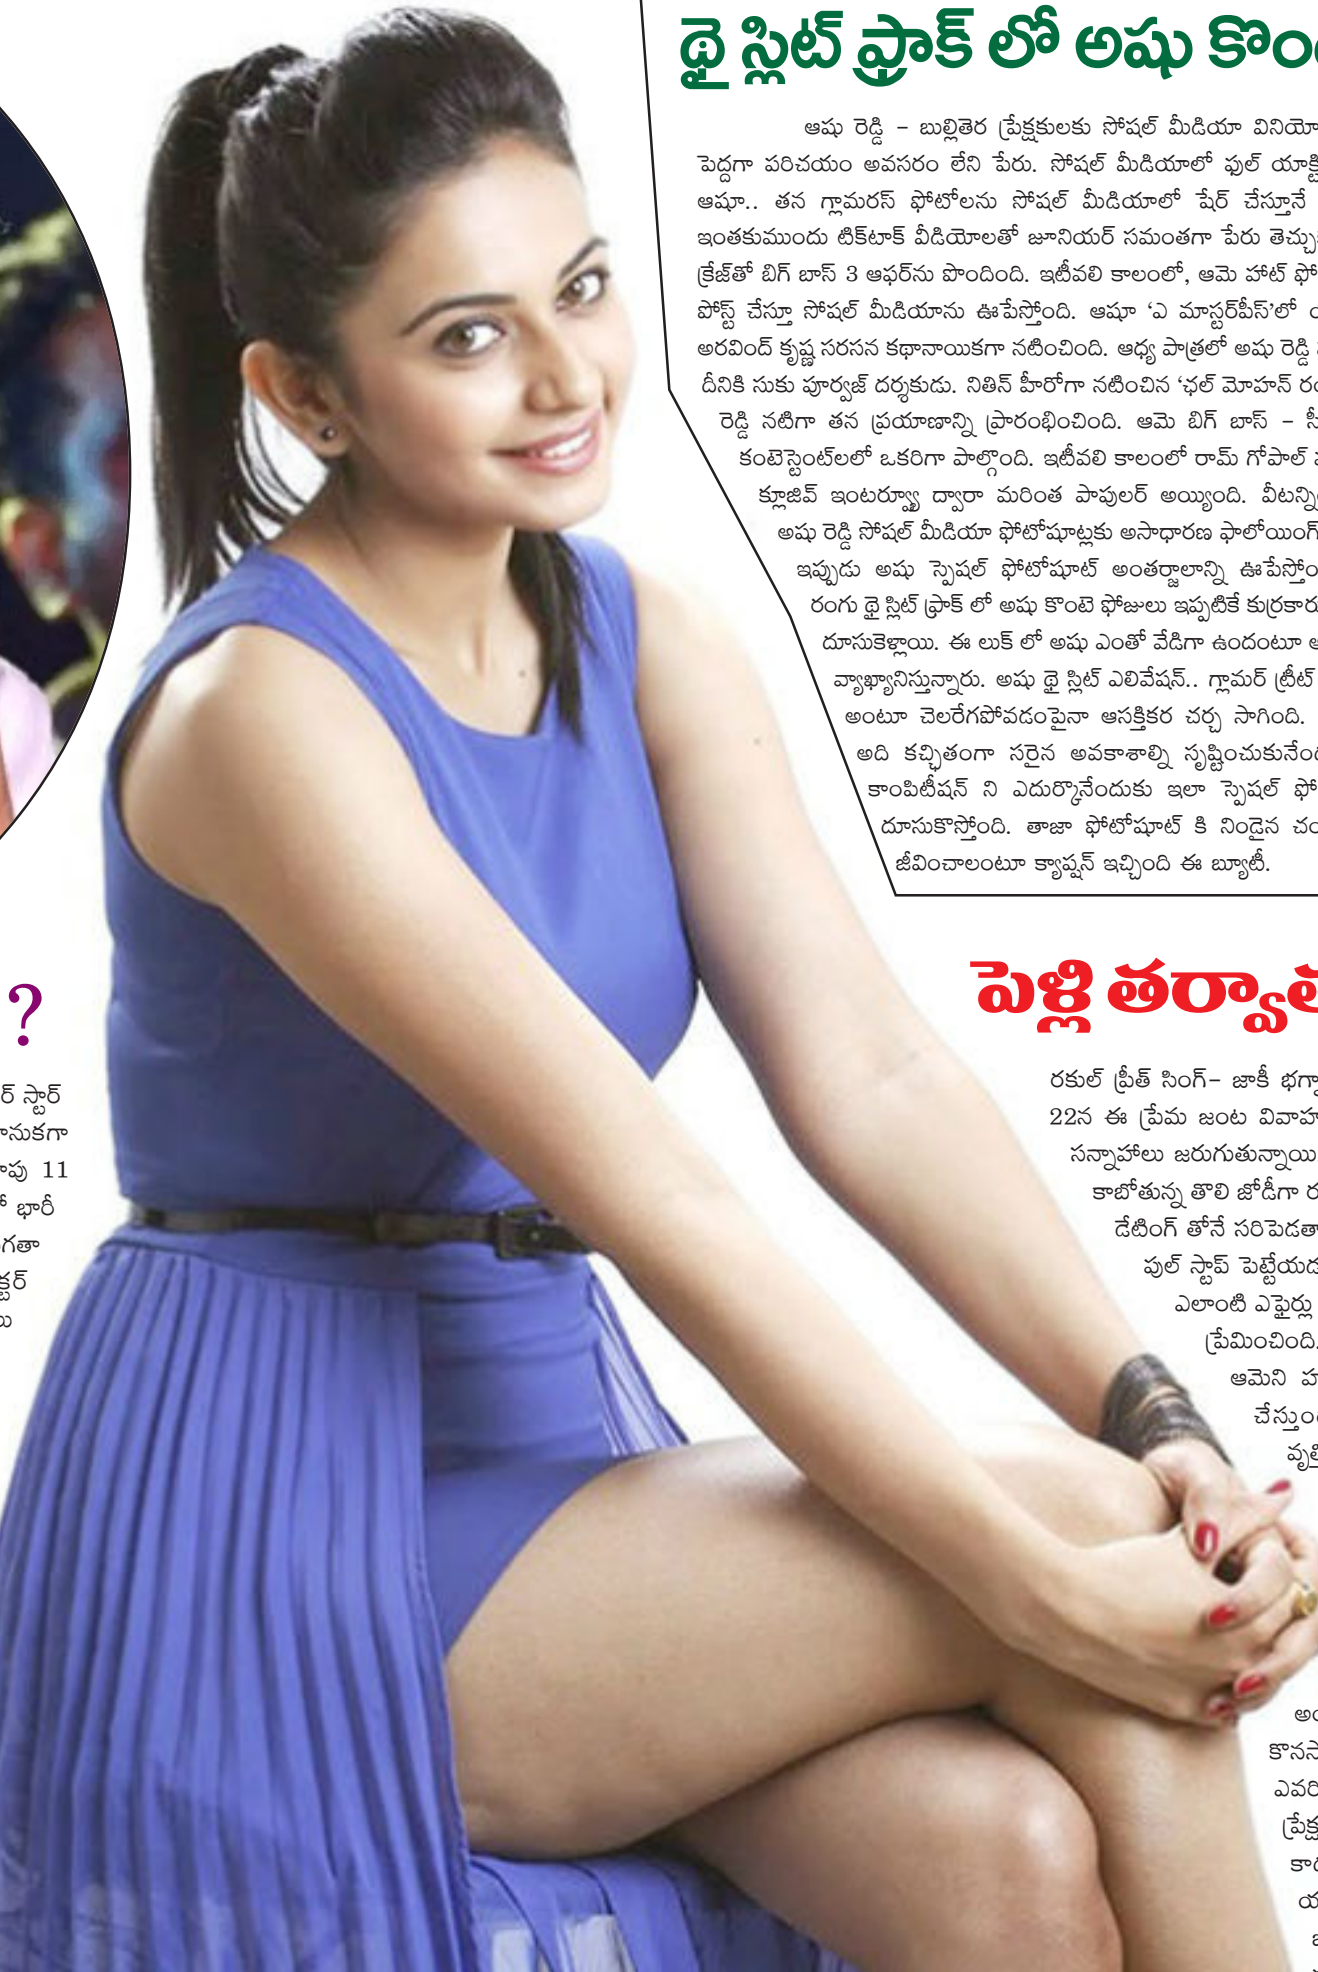 థై స్లిట్ ఫ్రాక్ లో అషు కొం
ఆషు రెడ్డి – బుల్లితెర ప్రేక్షకులకు సోషల్ మీడియా వినియో
పెద్దగా పరిచయం అవసరం లేని పేరు. సోషల్ మీడియాలో ఫుల్ యాక్టి
ఆషూ.. తన గ్లామరస్ ఫోటోలను సోషల్ మీడియాలో షేర్ చేస్తూనే
ఇంతకుముందు టిక్‌టాక్ వీడియోలతో జూనియర్ సమంతగా పేరు తెచ్చు
క్రేజ్‌తో బిగ్ బాస్ 3 ఆఫర్‌ను పొందింది. ఇటీవలి కాలంలో, ఆమె హాట్ ఫో
పోస్ట్ చేస్తూ సోషల్ మీడియాను ఊపేస్తోంది. ఆషూ ‘ఎ మాస్టర్‌పీస్’లో
అరవింద్ కృష్ణ సరసన కథానాయికగా నటించింది. ఆధ్య పాత్రలో అషు రెడ్డి
దీనికి సుకు పూర్వజ్ దర్శకుడు. నితిన్ హీరోగా నటించిన ‘ఛల్ మోహన్ రం
రెడ్డి నటిగా తన ప్రయాణాన్ని ప్రారంభించింది. ఆమె బిగ్ బాస్ – సీ
కంటెస్టెంట్‌లలో ఒకరిగా పాల్గొంది. ఇటీవలి కాలంలో రామ్ గోపాల్
క్లూజివ్ ఇంటర్వ్యూ ద్వారా మరింత పాపులర్ అయ్యింది. వీటన్ని
అషు రెడ్డి సోషల్ మీడియా ఫోటోషూట్లకు అసాధారణ ఫాలోయింగ్
ఇప్పుడు అషు స్పెషల్ ఫోటోషూట్ అంతర్జాలాన్ని ఊపేస్తోం
రంగు థై స్లిట్ ఫ్రాక్ లో అషు కొంటె ఫోజులు ఇప్పటికే కుర్రకారు
దూసుకెళ్లాయి. ఈ లుక్ లో అషు ఎంతో వేడిగా ఉందంటూ అ
వ్యాఖ్యానిస్తున్నారు. అషు థై స్లిట్ ఎలివేషన్.. గ్లామర్ ట్రీట్
అంటూ చెలరేగపోవడంపైనా ఆసక్తికర చర్చ సాగింది.
అది కచ్ఛితంగా సరైన అవకాశాల్ని సృష్టించుకునేం
కాంపిటీషన్ ని ఎదుర్కొనేందుకు ఇలా స్పెషల్ ఫో
దూసుకొస్తోంది. తాజా ఫోటోషూట్ కి నిండైన చం
జీవించాలంటూ క్యాప్షన్ ఇచ్చింది ఈ బ్యూటీ.
?
ర్ స్టార్
ానుకగా
ాపు 11
ో భారీ
గతా
క్టర్
పెళ్లి తర్వాత
రకుల్ ప్రీత్ సింగ్– జాకీ భగ్నా
22న ఈ ప్రేమ జంట వివాహ
సన్నాహాలు జరుగుతున్నాయి
కాబోతున్న తొలి జోడీగా ర
డేటింగ్ తోనే సరిపెడతా
ఫుల్ స్టాప్ పెట్టేయడ
ఎలాంటి ఎఫైర్లు
ప్రేమించింది.
ఆమెని హ
చేస్తుం
వృత్తి
అం
కొనసా
ఎవరి
ప్రేక్ష
కాద
య